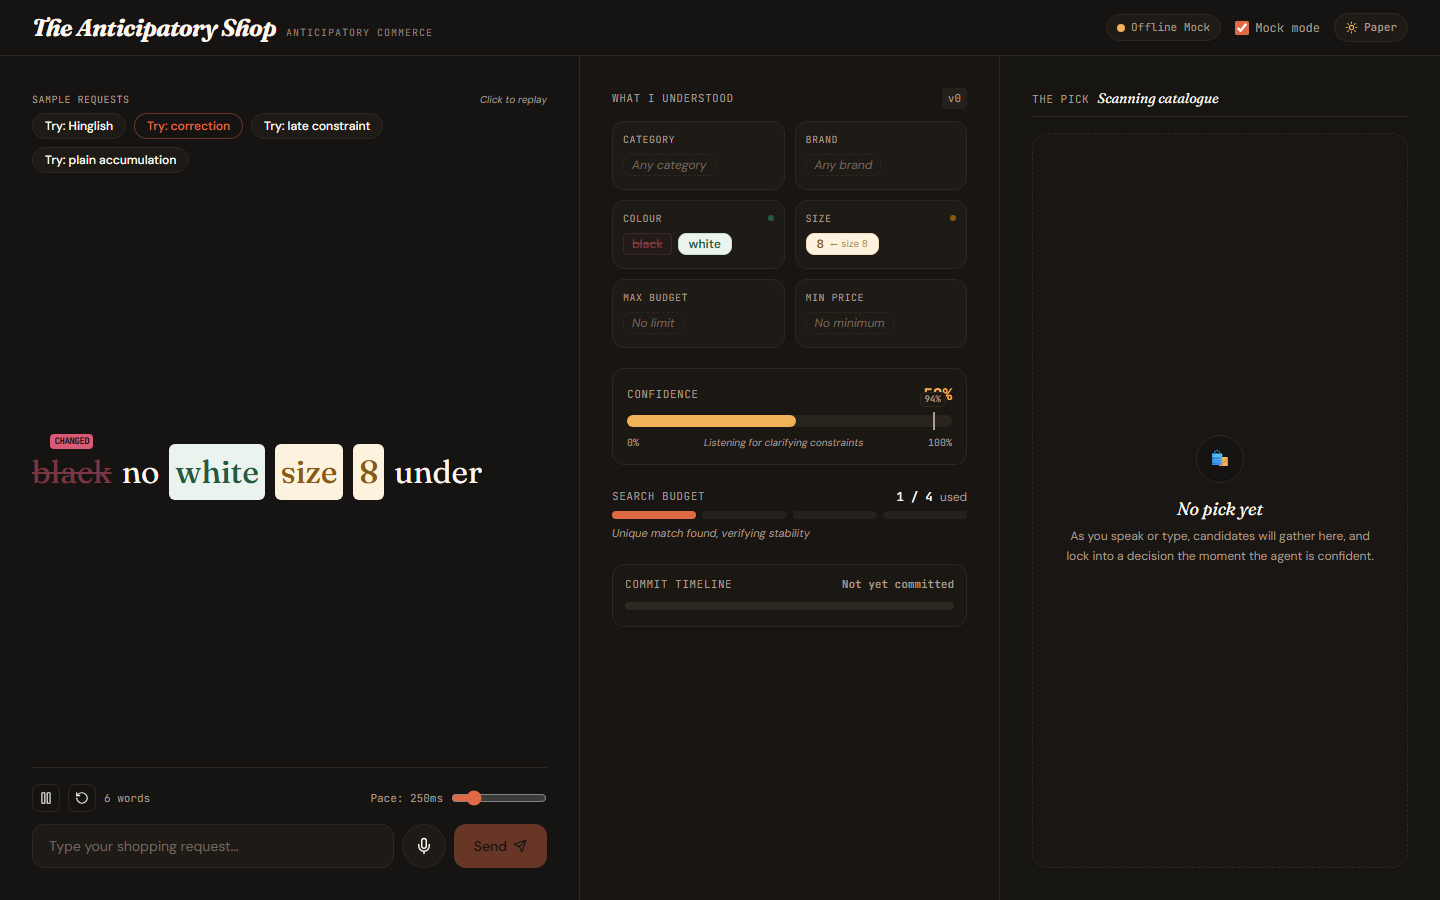 The Anticipatory Shop ANTICIPATORY COMMERCE
Offline Mock
Mock mode
Paper
SAMPLE REQUESTS
Click to replay
Try: Hinglish
Try: correction
Try: late constraint
Try: plain accumulation
CHANGED
black no white size 8 under
6 words
Pace: 250ms
Type your shopping request...
Send
WHAT I UNDERSTOOD
v0
CATEGORY
Any category
BRAND
Any brand
COLOUR
black white
SIZE
8 ← size 8
MAX BUDGET
No limit
MIN PRICE
No minimum
CONFIDENCE
94%
0%
Listening for clarifying constraints
100%
SEARCH BUDGET
1 / 4 used
Unique match found, verifying stability
COMMIT TIMELINE
Not yet committed
THE PICK Scanning catalogue
No pick yet
As you speak or type, candidates will gather here, and
lock into a decision the moment the agent is confident.